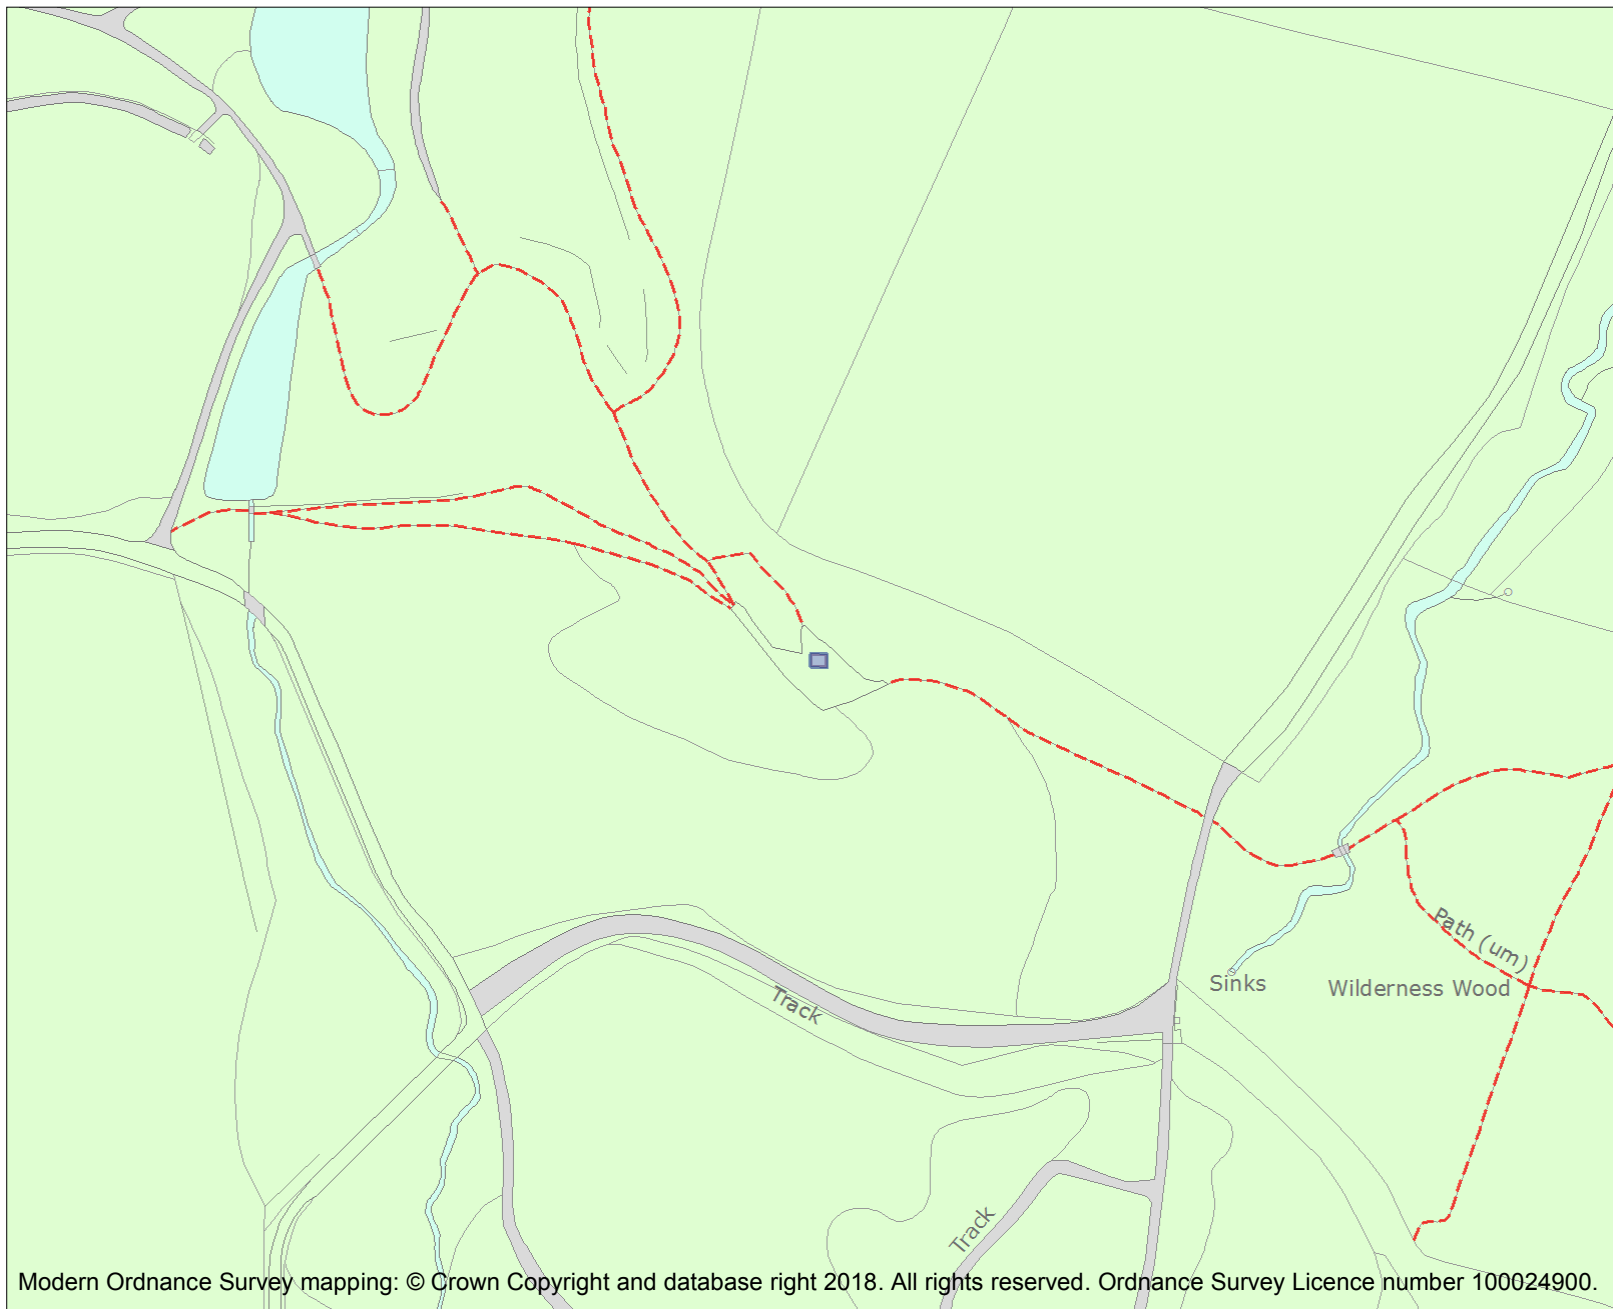 Path (um)
Sinks
Wilderness Wood
Track
Track
Modern Ordnance Survey mapping: © Crown Copyright and database right 2018. All rights reserved. Ordnance Survey Licence number 100024900.